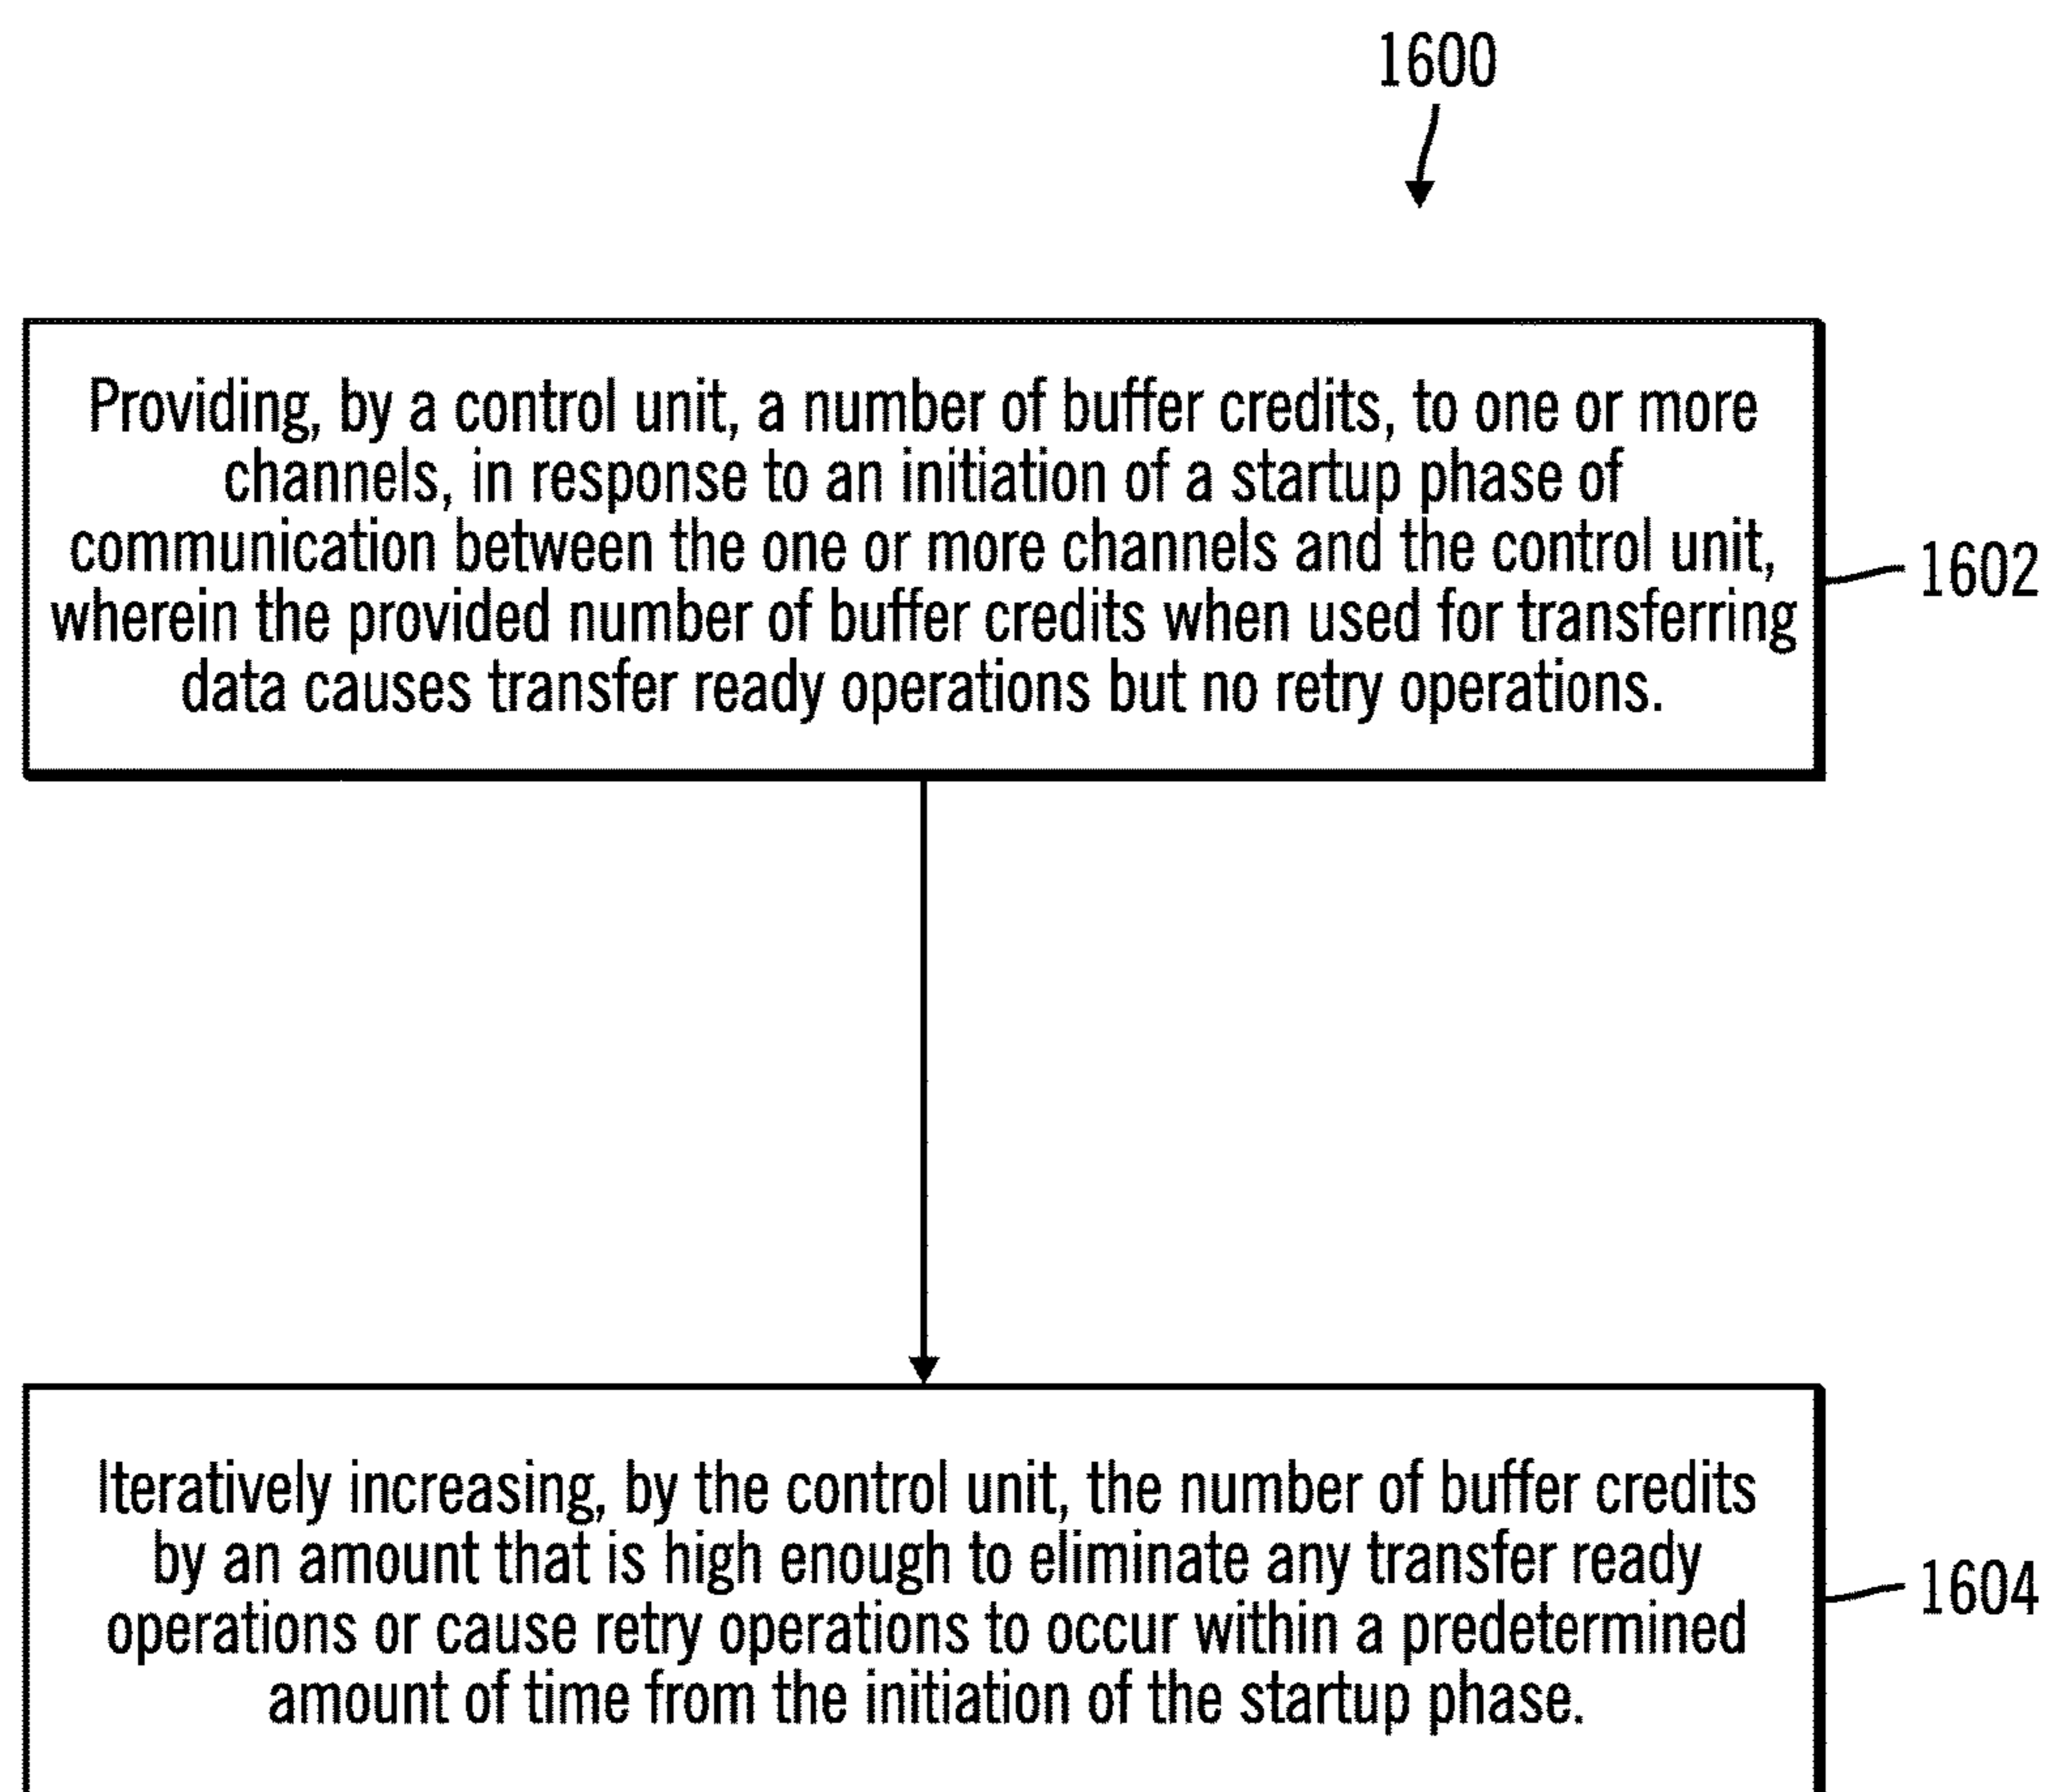 1600
Providing, by a control unit, a number of buffer credits, to one or more
channels, in response to an initiation of a startup phase of
communication between the one or more channels and the control unit,
wherein the provided number of buffer credits when used for transferring
data causes transfer ready operations but no retry operations.
1602
Iteratively increasing, by the control unit, the number of buffer credits
by an amount that is high enough to eliminate any transfer ready
operations or cause retry operations to occur within a predetermined
amount of time from the initiation of the startup phase.
1604